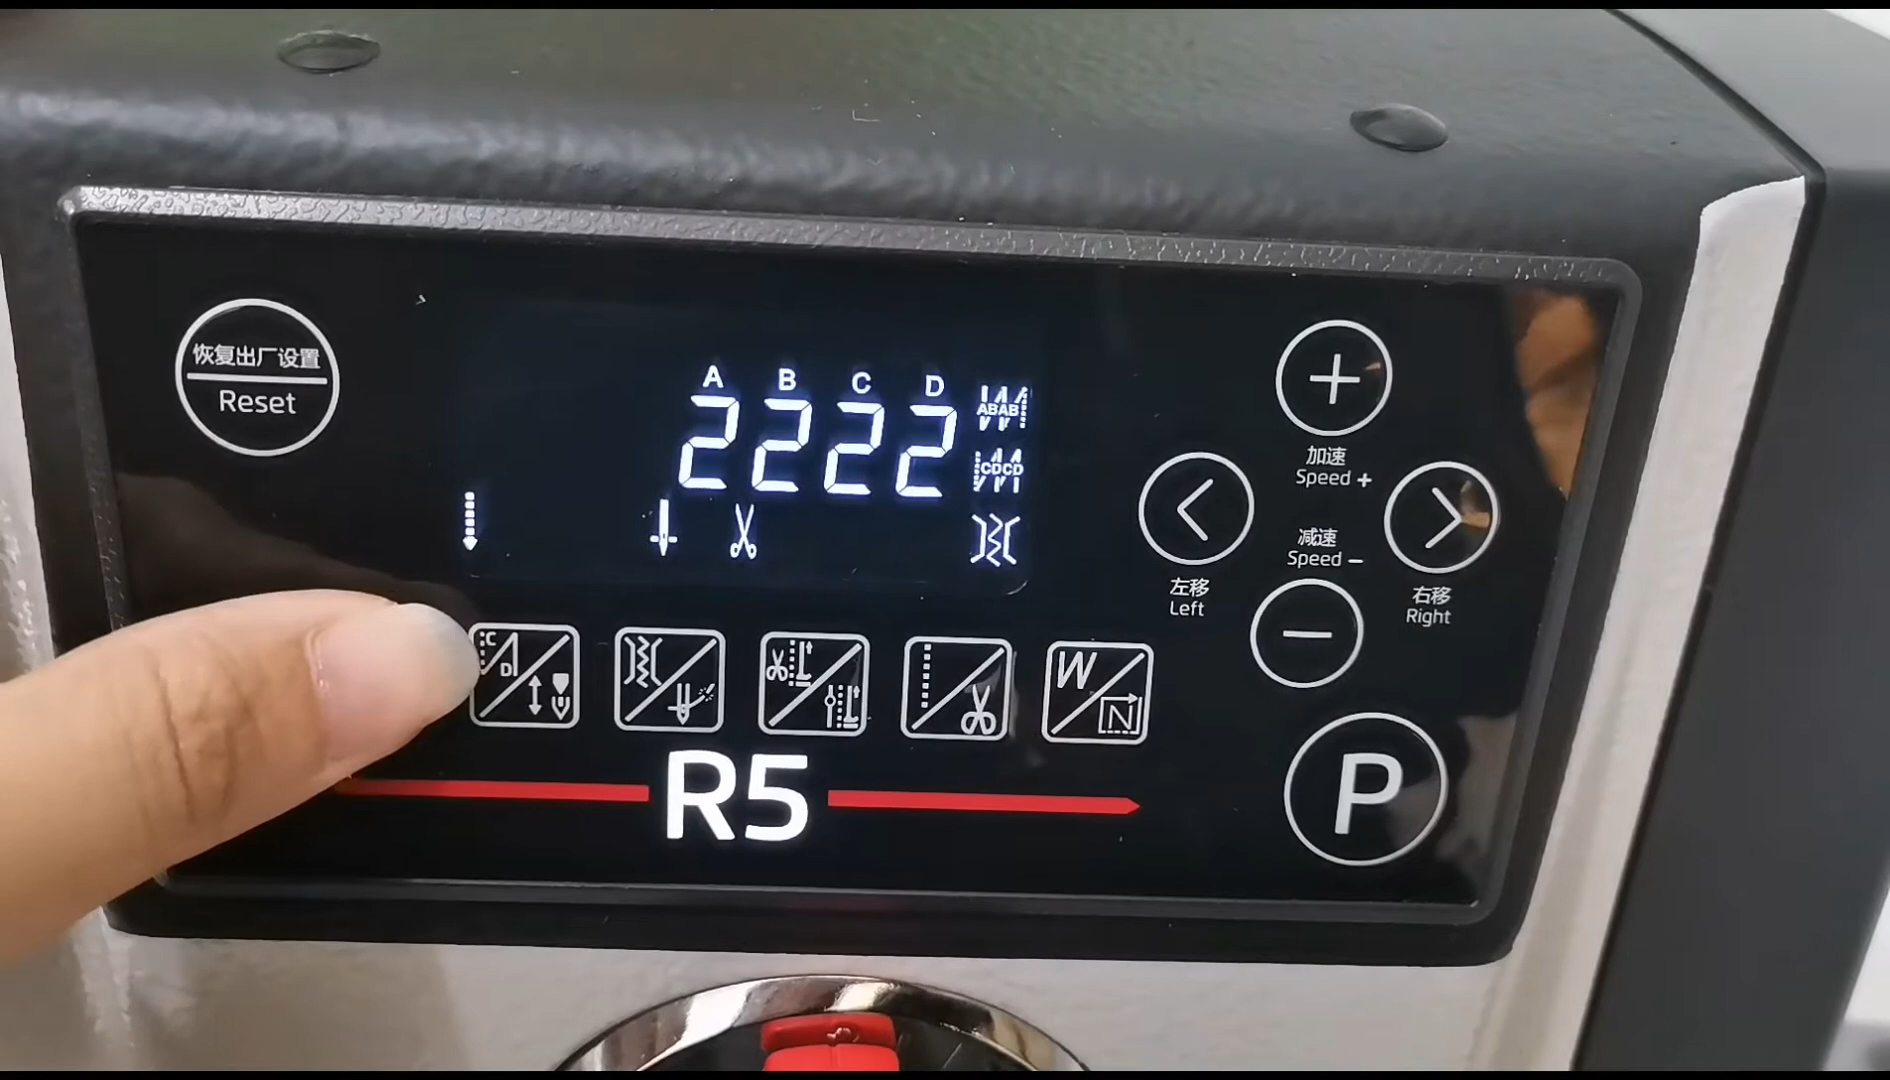 恢复出厂设置
Reset
A B C D
2222
ABAB
CDCD
加速
Speed +
减速
Speed −
左移
Left
右移
Right
C
D
W
N
R5
P